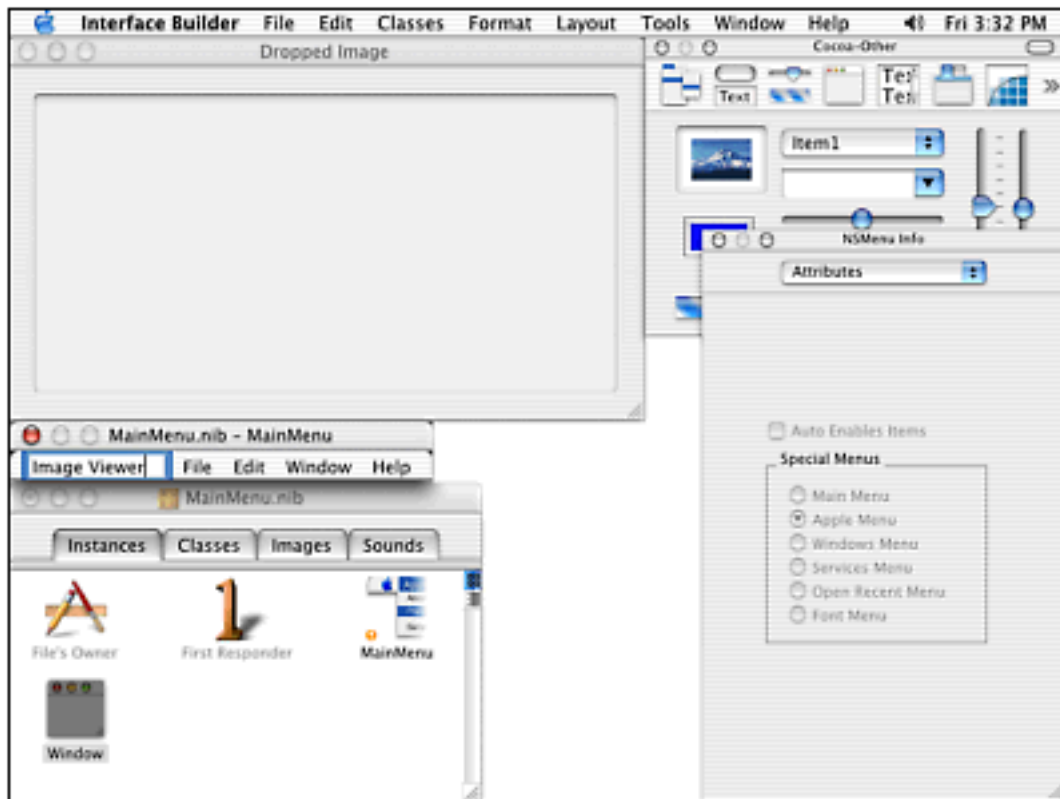 Interface Builder File Edit Classes Format Layout Tools Window Help Fri 3:32 PM
Dropped Image
Cocoa-Other
Text
Item1
NSMenu Info
Attributes
Auto Enables Items
Special Menus
Main Menu
Apple Menu
Windows Menu
Services Menu
Open Recent Menu
Font Menu
MainMenu.nib - MainMenu
Image Viewer File Edit Window Help
MainMenu.nib
Instances Classes Images Sounds
File's Owner First Responder MainMenu
Window